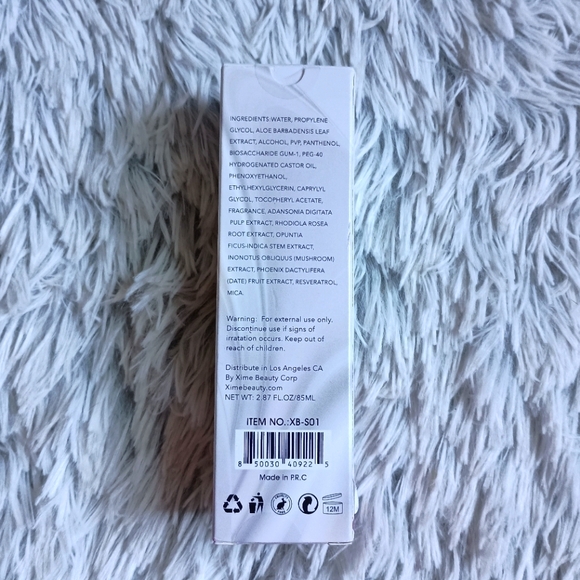 INGREDIENTS:WATER, PROPYLENE
GLYCOL, ALOE BARBADENSIS LEAF
EXTRACT, ALCOHOL, PVP, PANTHENOL,
BIOSACCHARIDE GUM-1, PEG-40
HYDROGENATED CASTOR OIL,
PHENOXYETHANOL,
ETHYLHEXYLGLYCERIN, CAPRYLYL
GLYCOL, TOCOPHERYL ACETATE,
FRAGRANCE, ADANSONIA DIGITATA
PULP EXTRACT, RHODIOLA ROSEA
ROOT EXTRACT, OPUNTIA
FICUS-INDICA STEM EXTRACT,
INONOTUS OBLIQUUS (MUSHROOM)
EXTRACT, PHOENIX DACTYLIFERA
(DATE) FRUIT EXTRACT, RESVERATROL,
MICA.
Warning: For external use only.
Discontinue use if signs of
irratation occurs. Keep out of
reach of children.
Distribute in Los Angeles CA
By Xime Beauty Corp
Ximebeauty.com
NET WT: 2.87 FL.OZ/85ML
ITEM NO.:XB-S01
8 50030 40922 5
Made in P.R.C
12M